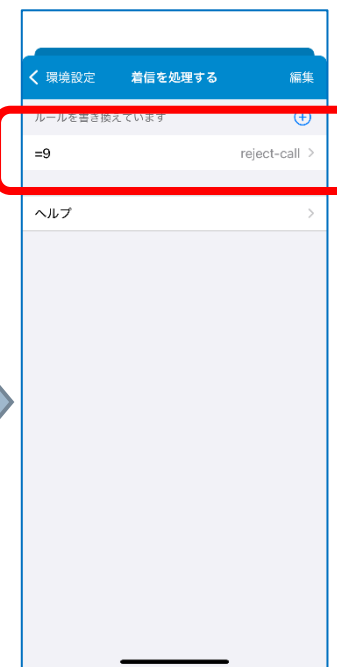 環境設定 着信を処理する 編集
ルールを書き換えています
=9 reject-call
ヘルプ